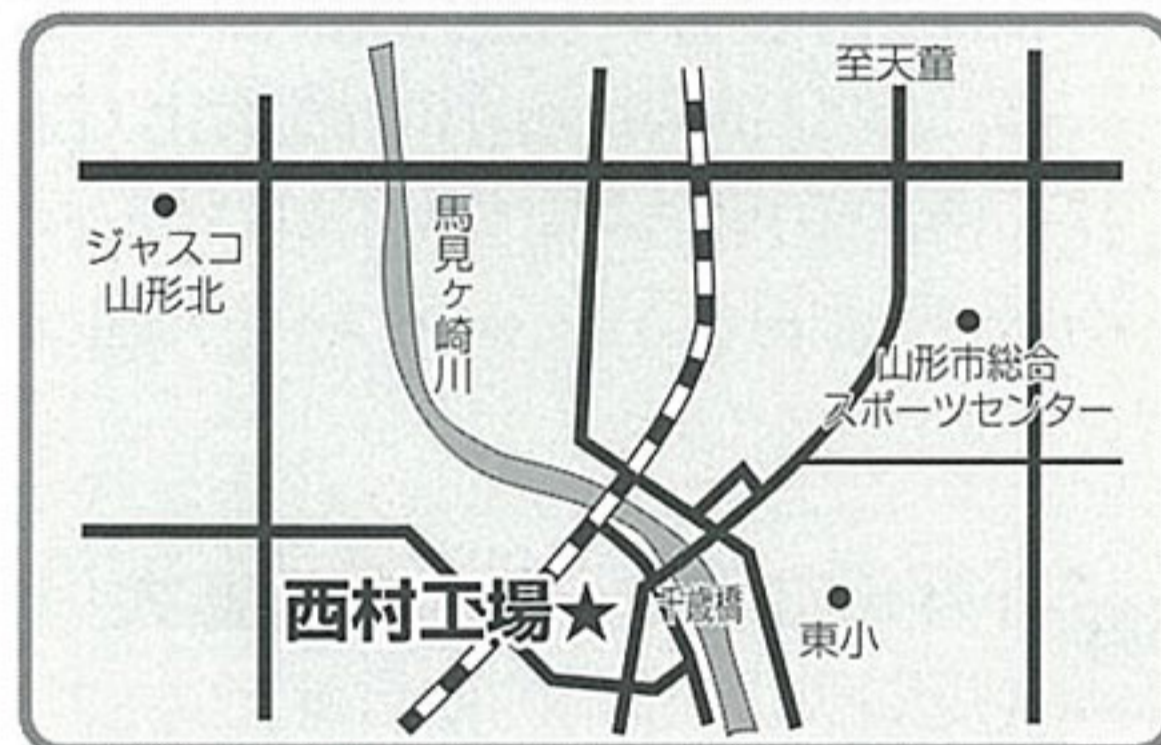 至天童
ジャスコ
山形北
馬見ヶ崎川
山形市総合
スポーツセンター
西村工場★
千歳橋
東小